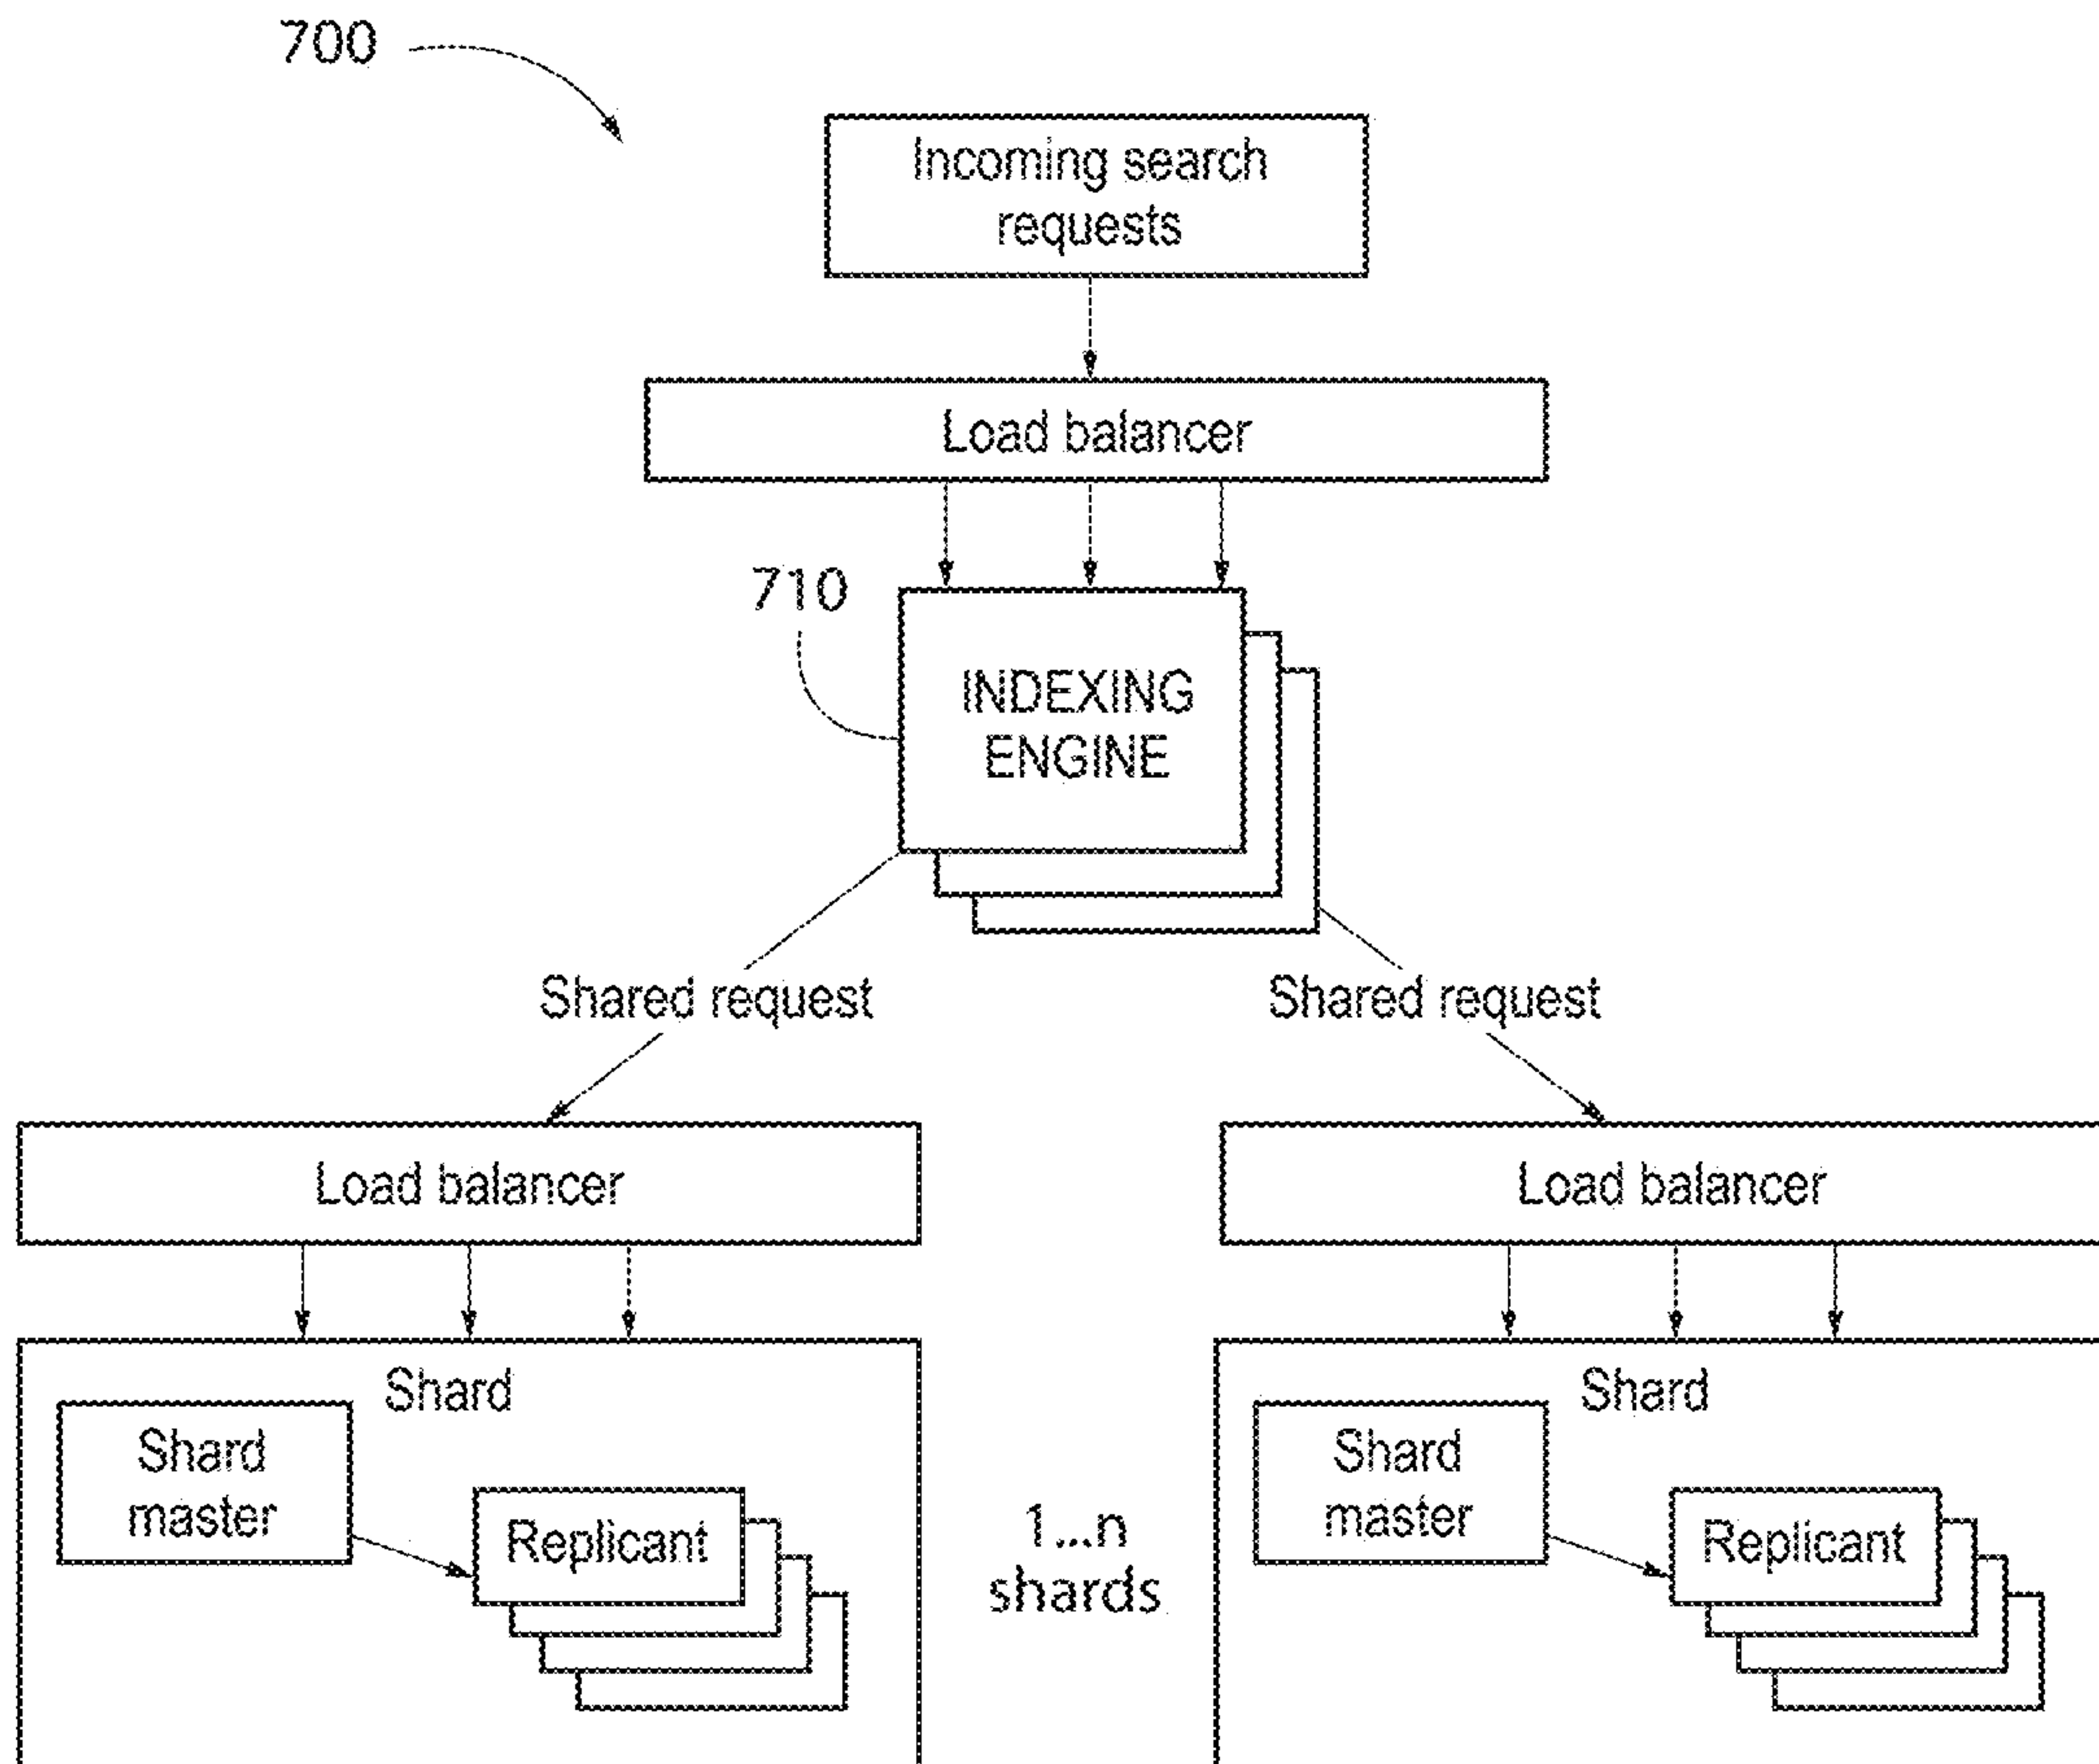 700
Incoming search
requests
Load balancer
710
INDEXING
ENGINE
Shared request
Shared request
Load balancer
Load balancer
Shard
Shard
master
Replicant
1...n
shards
Shard
Shard
master
Replicant